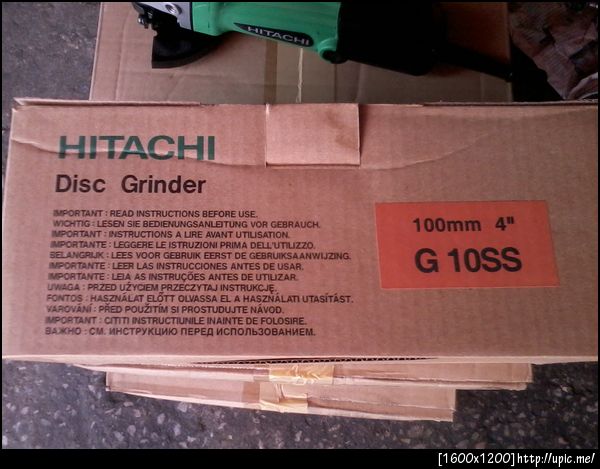 HITACHI
HITACHI
Disc Grinder
IMPORTANT : READ INSTRUCTIONS BEFORE USE.
WICHTIG : LESEN SIE BEDIENUNGSANLEITUNG VOR GEBRAUCH.
IMPORTANT : INSTRUCTIONS A LIRE AVANT UTILISATION.
IMPORTANTE : LEGGERE LE ISTRUZIONI PRIMA DELL'UTILIZZO.
BELANGRIJK : LEES VOOR GEBRUIK EERST DE GEBRUIKSAANWIJZING.
IMPORTANTE : LEER LAS INSTRUCCIONES ANTES DE USAR.
IMPORTANTE : LEIA AS INSTRUÇÕES ANTES DE UTILIZAR.
UWAGA : PRZED UŻYCIEM PRZECZYTAJ INSTRUKCJĘ.
FONTOS : HASZNÁLAT ELŐTT OLVASSA EL A HASZNÁLATI UTASÍTÁST.
VAROVÁNÍ : PŘED POUŽITÍM SI PROSTUDUJTE NÁVOD.
IMPORTANT : CITITI INSTRUCTIUNILE INAINTE DE FOLOSIRE.
ВАЖНО : СМ. ИНСТРУКЦИЮ ПЕРЕД ИСПОЛЬЗОВАНИЕМ.
100mm 4"
G 10SS
[1600x1200]http://upic.me/